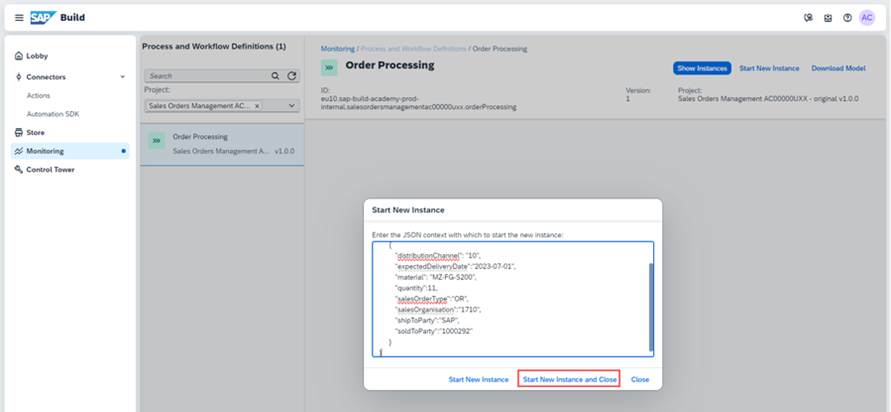 SAP Build
AC
Lobby
Connectors
Actions
Automation SDK
Store
Monitoring
Control Tower
Process and Workflow Definitions (1)
Search
Project:
Sales Orders Management AC... ×
Order Processing
Sales Orders Management A... v1.0.0
Monitoring / Process and Workflow Definitions / Order Processing
Order Processing
Show Instances
Start New Instance
Download Model
ID:
eu10.sap-build-academy-prod-
internal.salesordersmanagementac00000uxx.orderProcessing
Version:
1
Project:
Sales Orders Management AC00000UXX - original v1.0.0
Start New Instance
Enter the JSON context with which to start the new instance:
{
"distributionChannel": "10",
"expectedDeliveryDate":"2023-07-01",
"material": "MZ-FG-S200",
"quantity":11,
"salesOrderType":"OR",
"salesOrganisation":"1710",
"shipToParty":"SAP",
"soldToParty":"1000292"
}
}
Start New Instance
Start New Instance and Close
Close